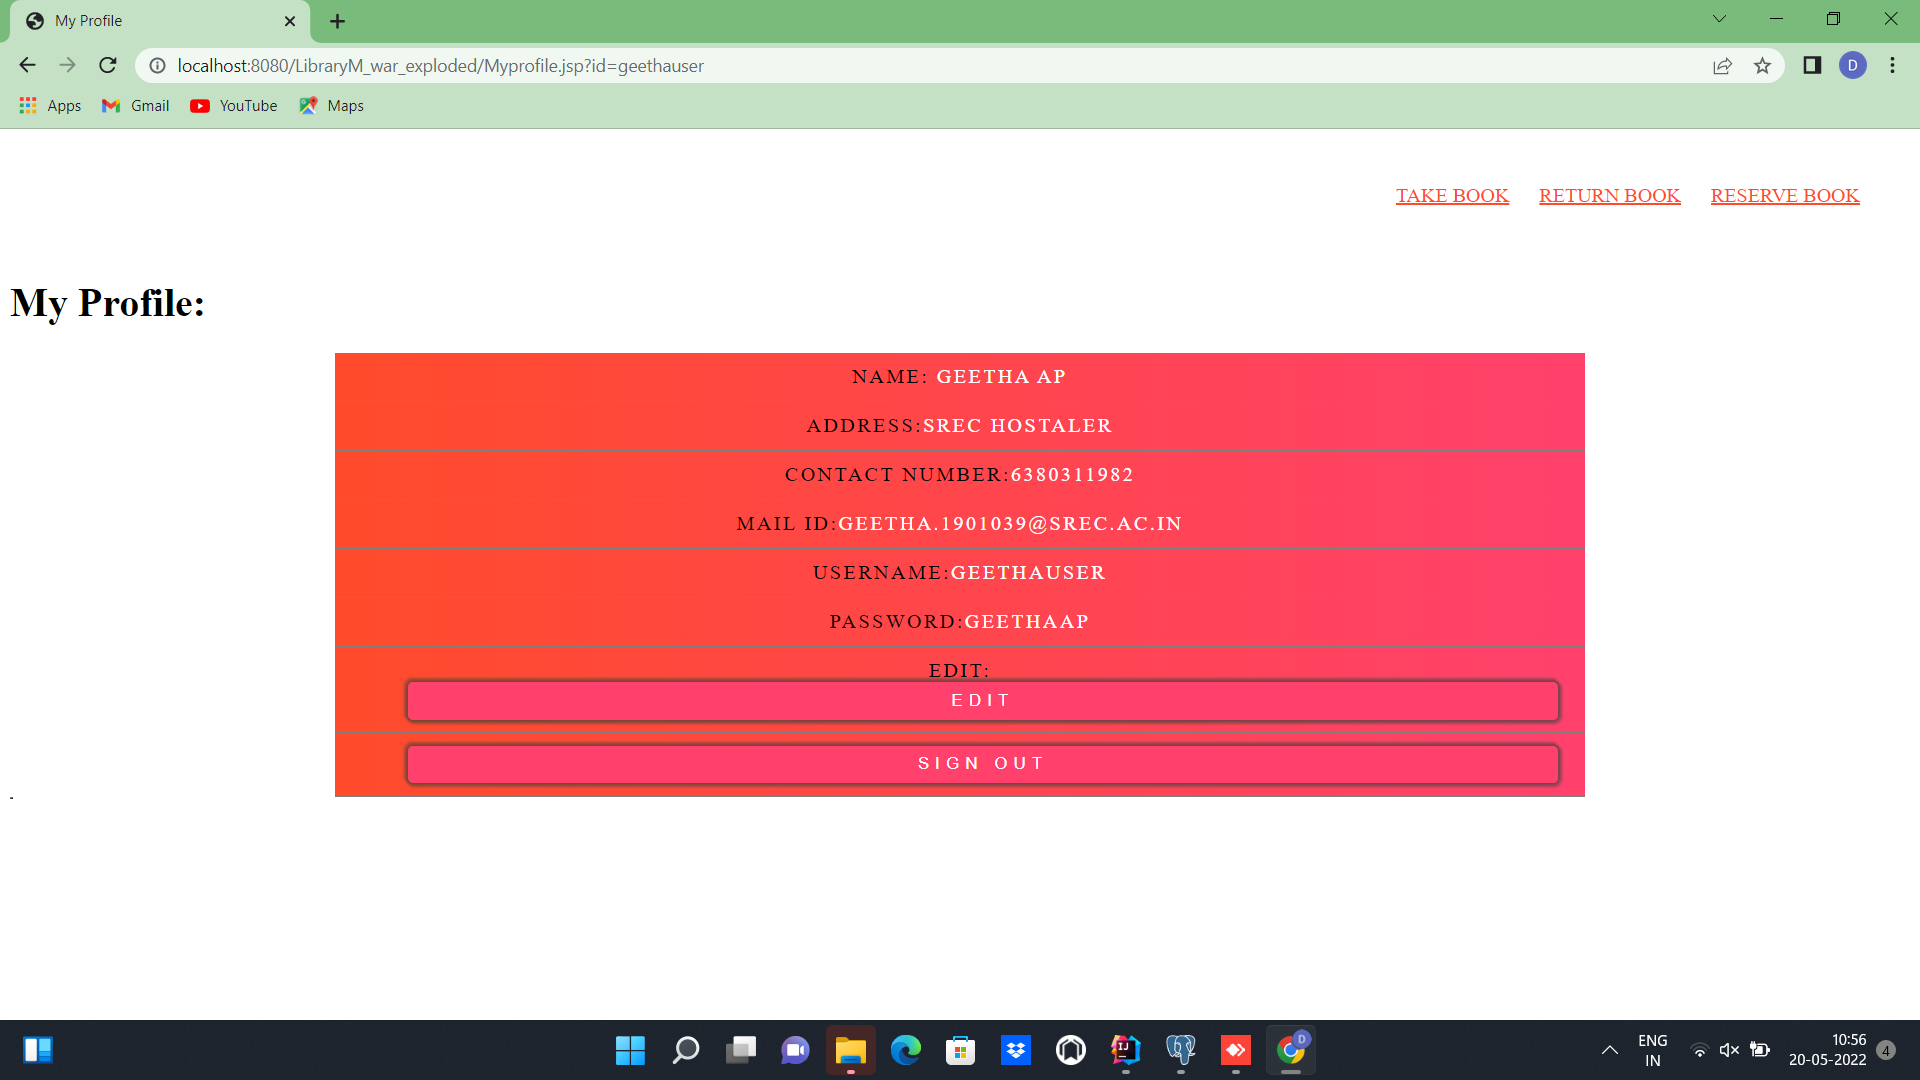 My Profile
localhost:8080/LibraryM_war_exploded/Myprofile.jsp?id=geethauser
D
Apps Gmail YouTube Maps
TAKE BOOK RETURN BOOK RESERVE BOOK
My Profile:
NAME: GEETHA AP
ADDRESS:SREC HOSTALER
CONTACT NUMBER:6380311982
MAIL ID:GEETHA.1901039@SREC.AC.IN
USERNAME:GEETHAUSER
PASSWORD:GEETHAAP
EDIT:
EDIT
SIGN OUT
-
IJ
D
ENG
IN
10:56
20-05-2022
4